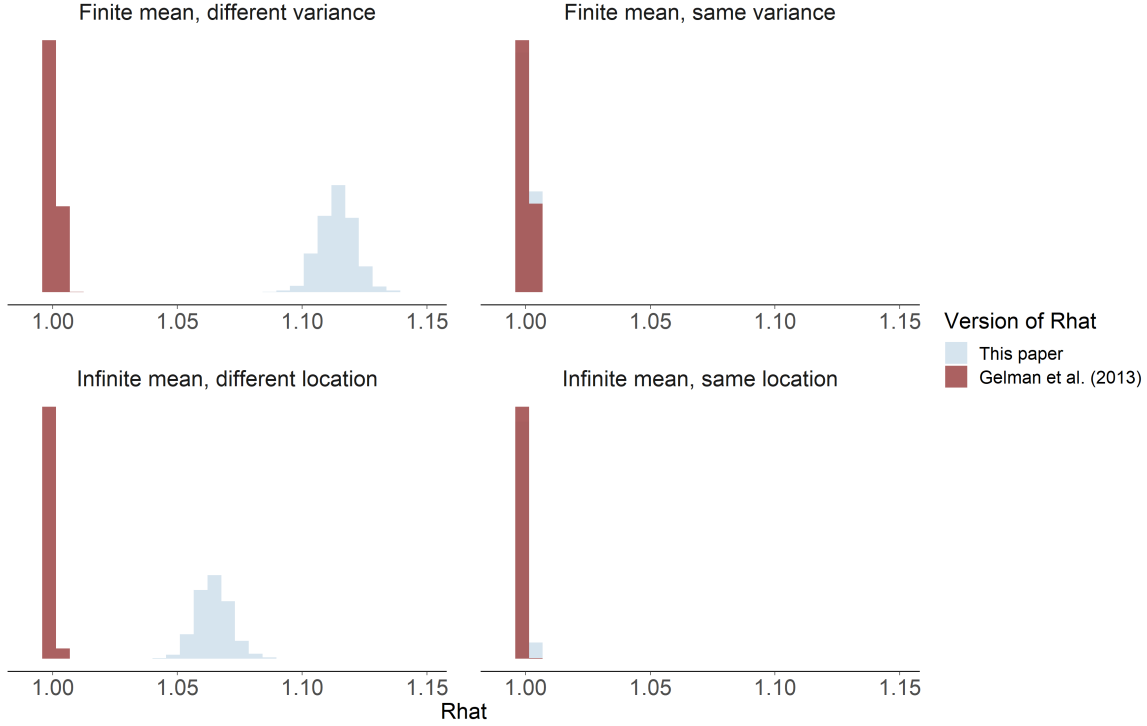 Finite mean, different variance
Finite mean, same variance
1.00 1.05 1.10 1.15
1.00 1.05 1.10 1.15
Infinite mean, different location
Infinite mean, same location
1.00 1.05 1.10 1.15
1.00 1.05 1.10 1.15
Rhat
Version of Rhat
This paper
Gelman et al. (2013)